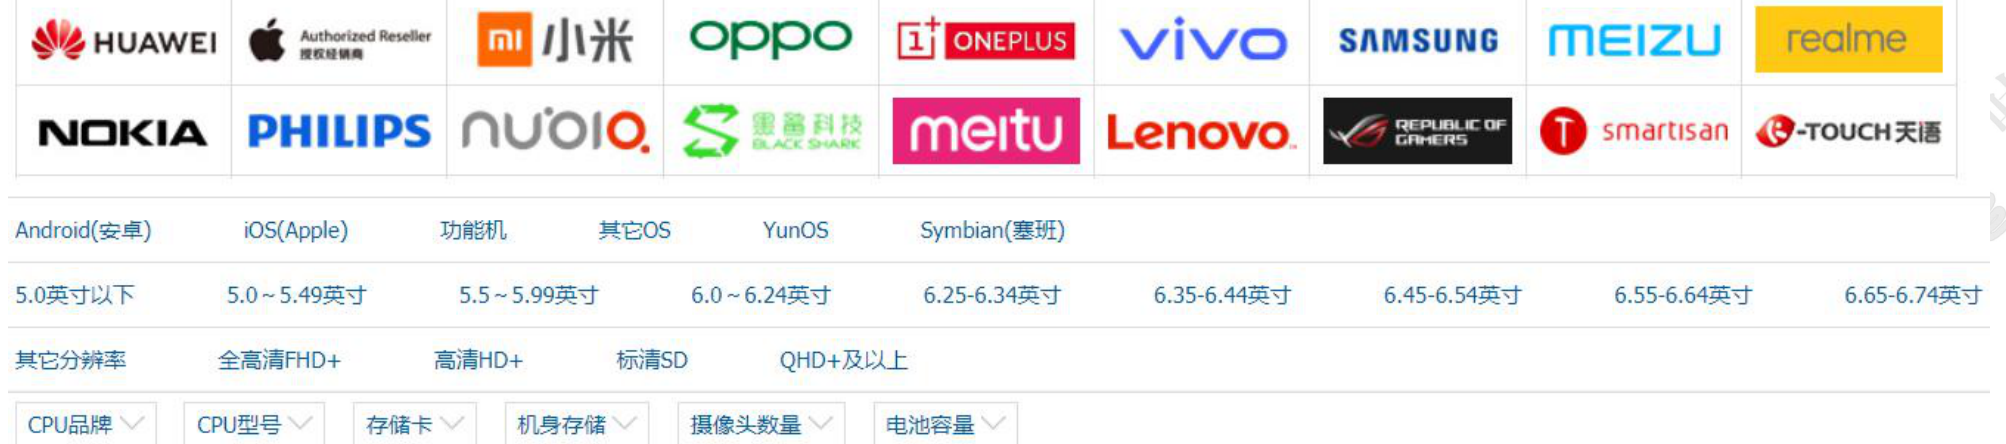 HUAWEI Authorized Reseller 授权经销商 小米 oppo 1+ ONEPLUS vivo SAMSUNG MEIZU realme
NOKIA PHILIPS nubia 黑鲨科技 BLACK SHARK meitu Lenovo REPUBLIC OF GAMERS smartisan -TOUCH天语
Android(安卓) iOS(Apple) 功能机 其它OS YunOS Symbian(塞班)
5.0英寸以下 5.0~5.49英寸 5.5~5.99英寸 6.0~6.24英寸 6.25-6.34英寸 6.35-6.44英寸 6.45-6.54英寸 6.55-6.64英寸 6.65-6.74英寸
其它分辨率 全高清FHD+ 高清HD+ 标清SD QHD+及以上
CPU品牌 CPU型号 存储卡 机身存储 摄像头数量 电池容量